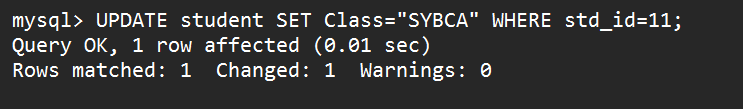 mysql> UPDATE student SET Class="SYBCA" WHERE std_id=11;
Query OK, 1 row affected (0.01 sec)
Rows matched: 1  Changed: 1  Warnings: 0